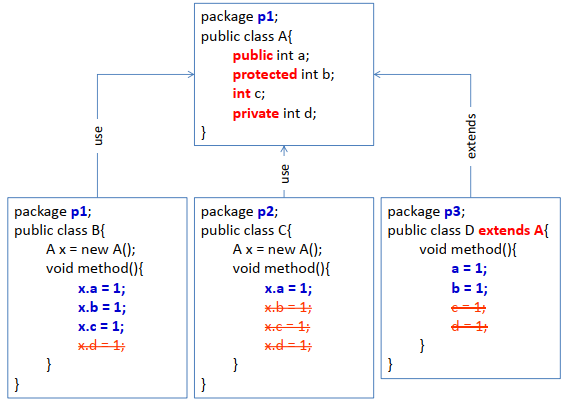 package p1;
public class A{
public int a;
protected int b;
int c;
private int d;
}
use
use
extends
package p1;
public class B{
A x = new A();
void method(){
x.a = 1;
x.b = 1;
x.c = 1;
x.d = 1;
}
}
package p2;
public class C{
A x = new A();
void method(){
x.a = 1;
x.b = 1;
x.c = 1;
x.d = 1;
}
}
package p3;
public class D extends A{
void method(){
a = 1;
b = 1;
c = 1;
d = 1;
}
}